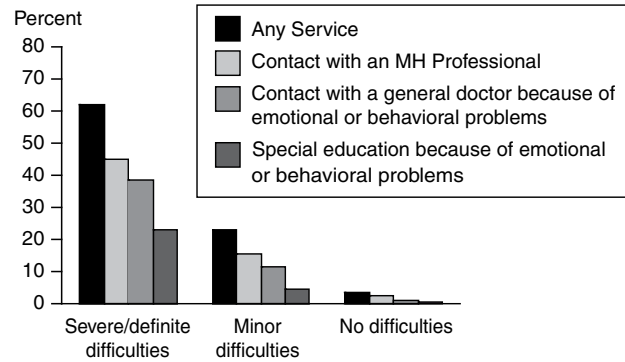 Percent
80
70
60
50
40
30
20
10
0
Any Service
Contact with an MH Professional
Contact with a general doctor because of
emotional or behavioral problems
Special education because of emotional
or behavioral problems
Severe/definite
difficulties
Minor
difficulties
No difficulties